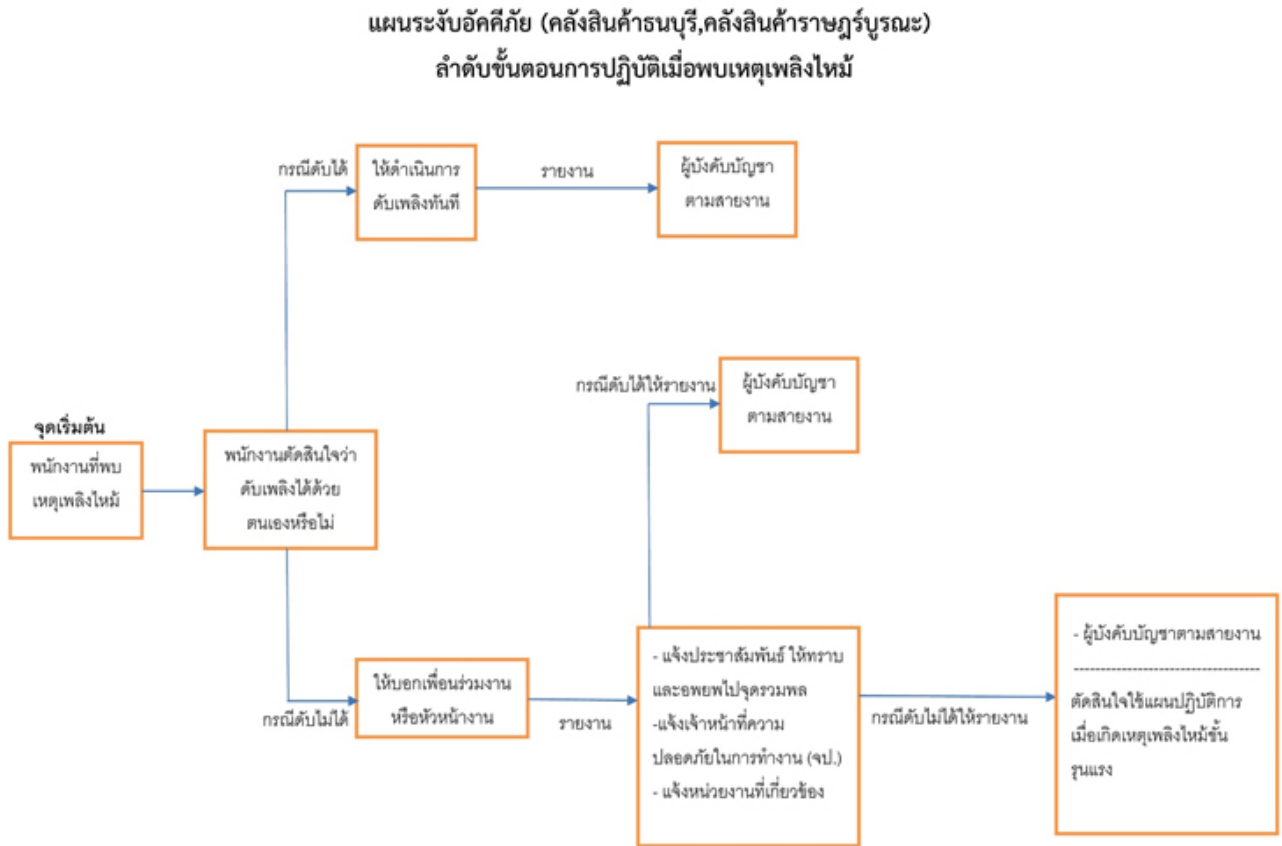 แผนระงับอัคคีภัย (คลังสินค้าธนบุรี,คลังสินค้าราษฎร์บูรณะ)
ลำดับขั้นตอนการปฏิบัติเมื่อพบเหตุเพลิงไหม้
กรณีดับได้
ให้ดำเนินการ
ดับเพลิงทันที
รายงาน
ผู้บังคับบัญชา
ตามสายงาน
กรณีดับได้ให้รายงาน
ผู้บังคับบัญชา
ตามสายงาน
จุดเริ่มต้น
พนักงานที่พบ
เหตุเพลิงไหม้
พนักงานตัดสินใจว่า
ดับเพลิงได้ด้วย
ตนเองหรือไม่
กรณีดับไม่ได้
ให้บอกเพื่อนร่วมงาน
หรือหัวหน้างาน
รายงาน
- แจ้งประชาสัมพันธ์ ให้ทราบ
และอพยพไปจุดรวมพล
-แจ้งเจ้าหน้าที่ความ
ปลอดภัยในการทำงาน (จป.)
- แจ้งหน่วยงานที่เกี่ยวข้อง
กรณีดับไม่ได้ให้รายงาน
- ผู้บังคับบัญชาตามสายงาน
-------------------------------------
ตัดสินใจใช้แผนปฏิบัติการ
เมื่อเกิดเหตุเพลิงไหม้ขั้น
รุนแรง